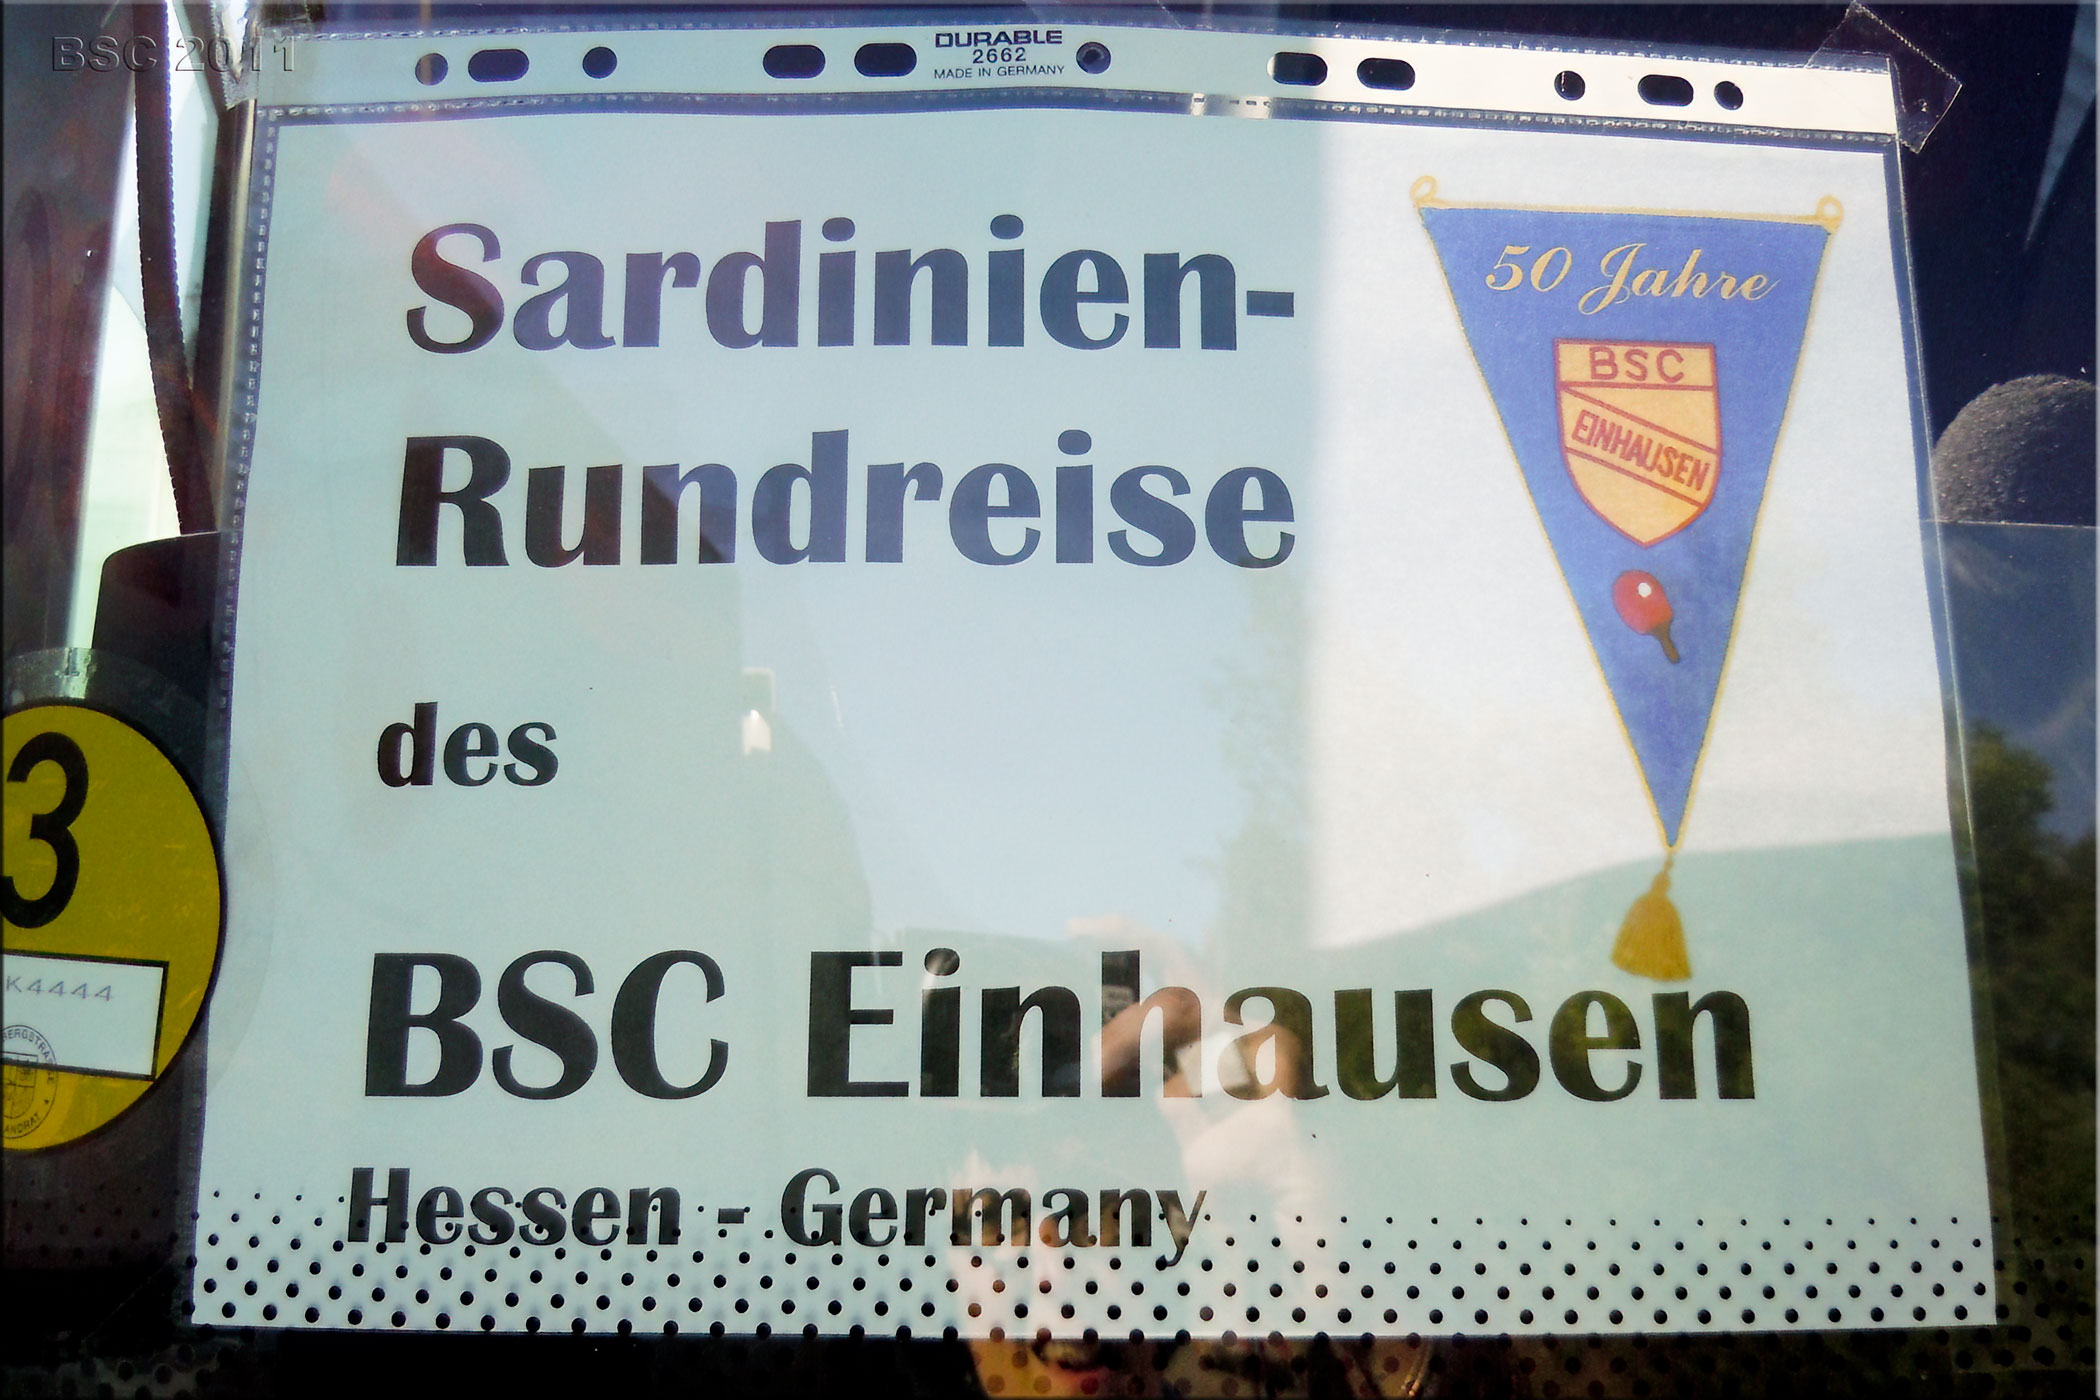 BSC 2011
DURABLE
2662
MADE IN GERMANY
Sardinien-
Rundreise
des
BSC Einhausen
Hessen - Germany
50 Jahre
BSC
EINHAUSEN
3
K4444